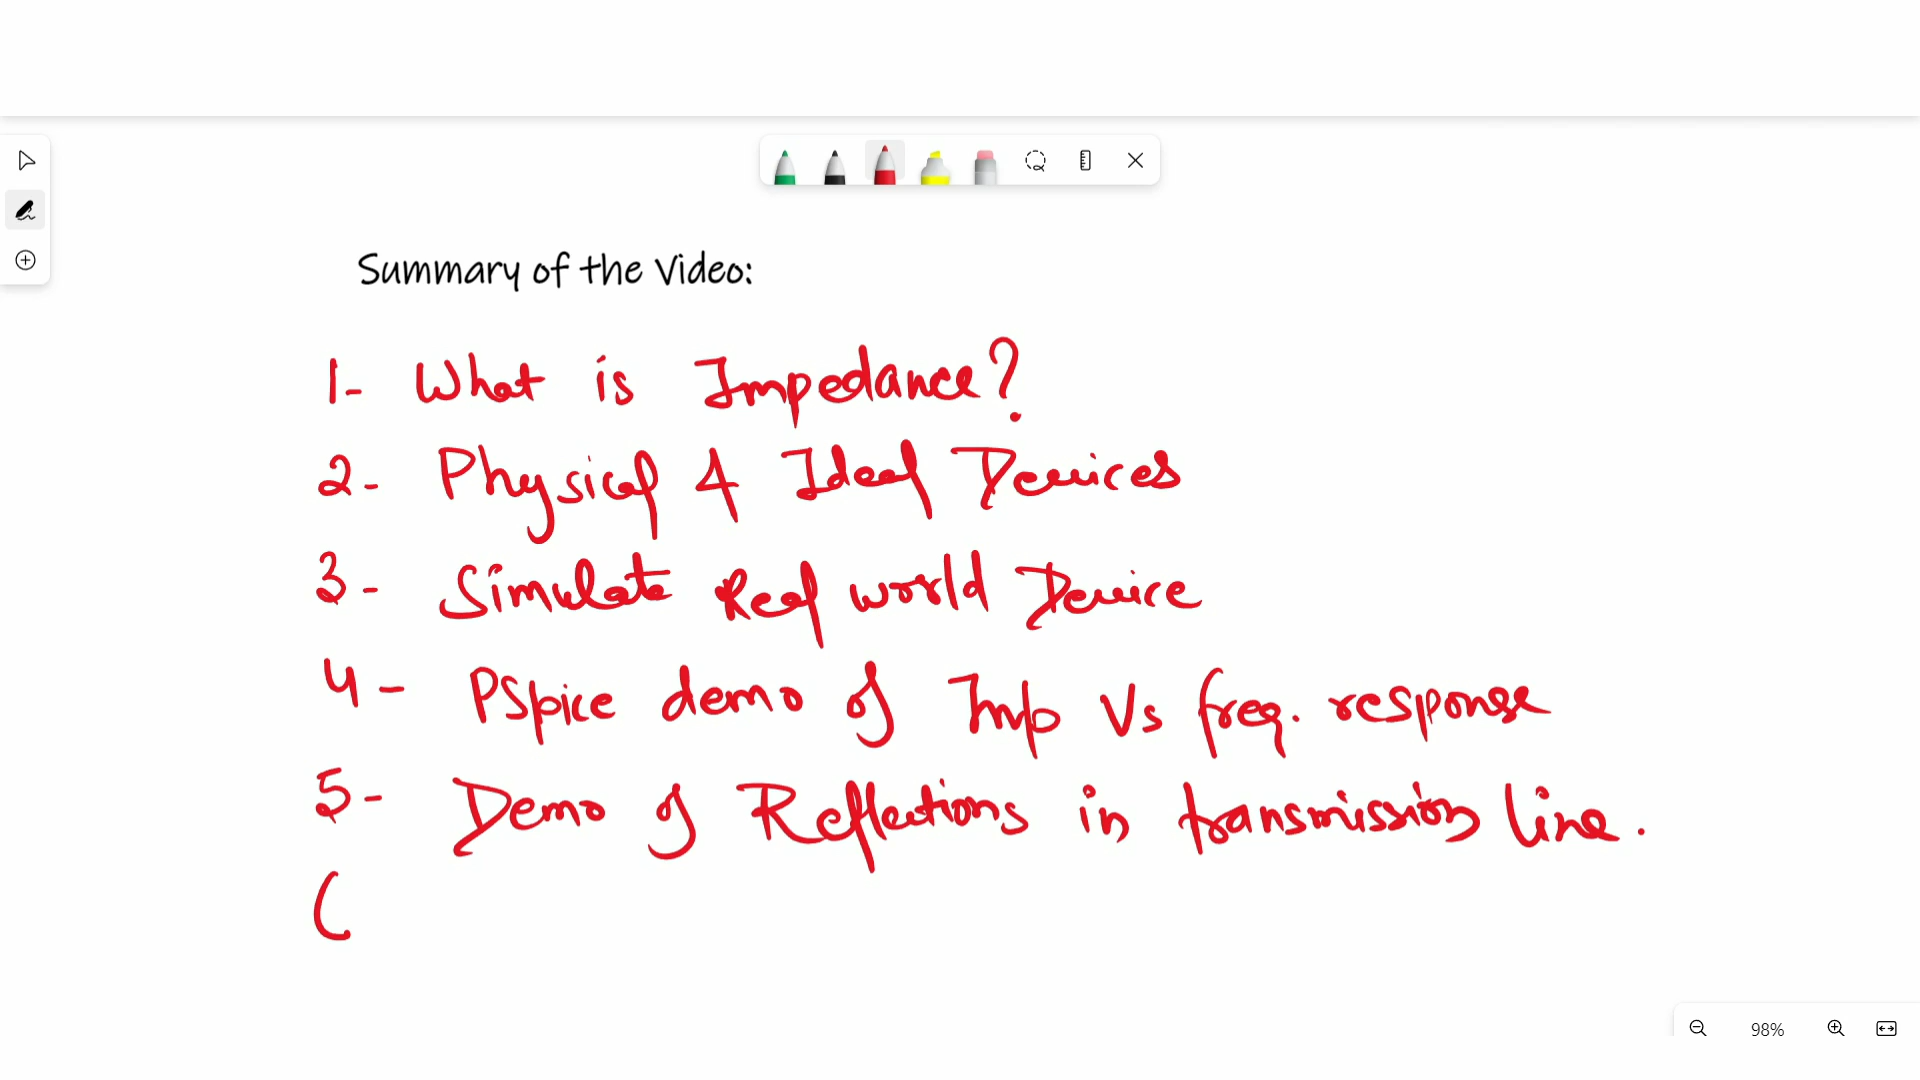 Summary of the Video:
1- What is Impedance?
2- Physical & Ideal Devices
3- Simulate Real world Device
4- PSpice demo of Imp Vs freq. response
5- Demo of Reflections in transmission line.
(
98%